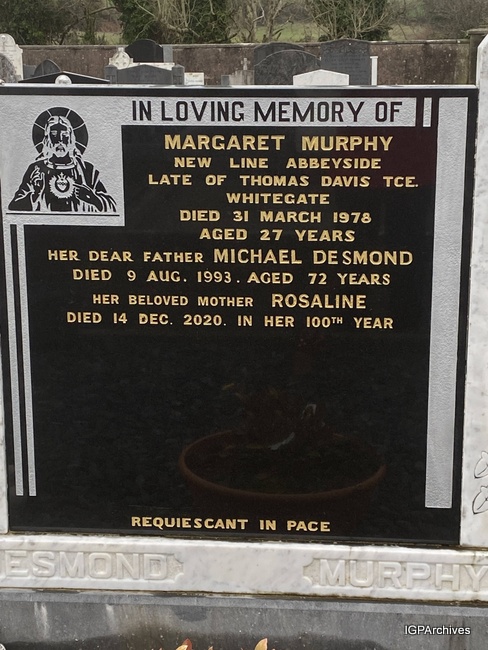 IN LOVING MEMORY OF
MARGARET MURPHY
NEW LINE ABBEYSIDE
LATE OF THOMAS DAVIS TCE.
WHITEGATE
DIED 31 MARCH 1978
AGED 27 YEARS
HER DEAR FATHER MICHAEL DESMOND
DIED 9 AUG. 1993. AGED 72 YEARS
HER BELOVED MOTHER ROSALINE
DIED 14 DEC. 2020. IN HER 100TH YEAR
REQUIESCANT IN PACE
ESMOND MURPHY
IGPArchives